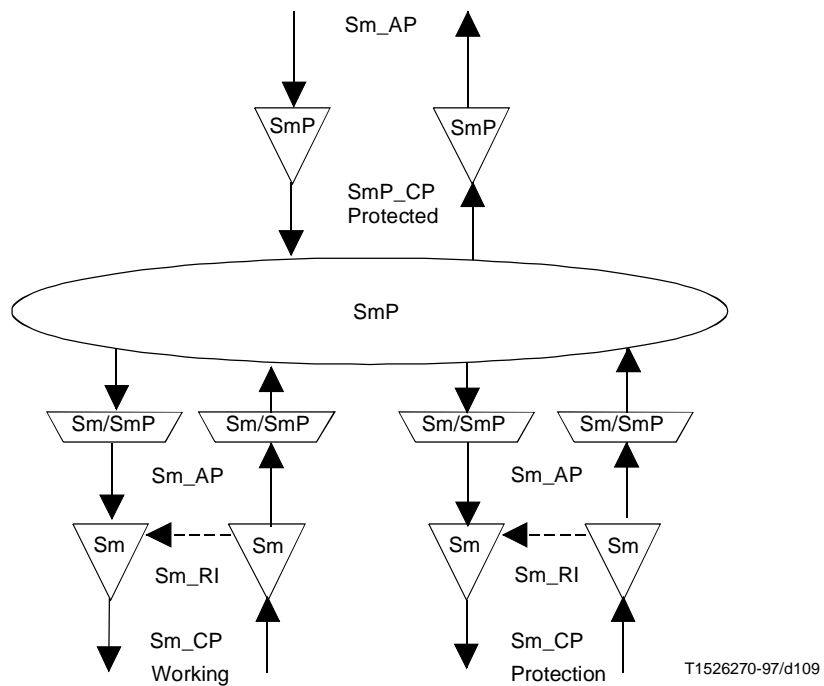 Sm_AP
SmP SmP
SmP_CP
Protected
SmP
Sm/SmP Sm/SmP Sm/SmP Sm/SmP
Sm_AP Sm_AP
Sm Sm Sm Sm
Sm_RI Sm_RI
Sm_CP Sm_CP
Working Protection
T1526270-97/d109